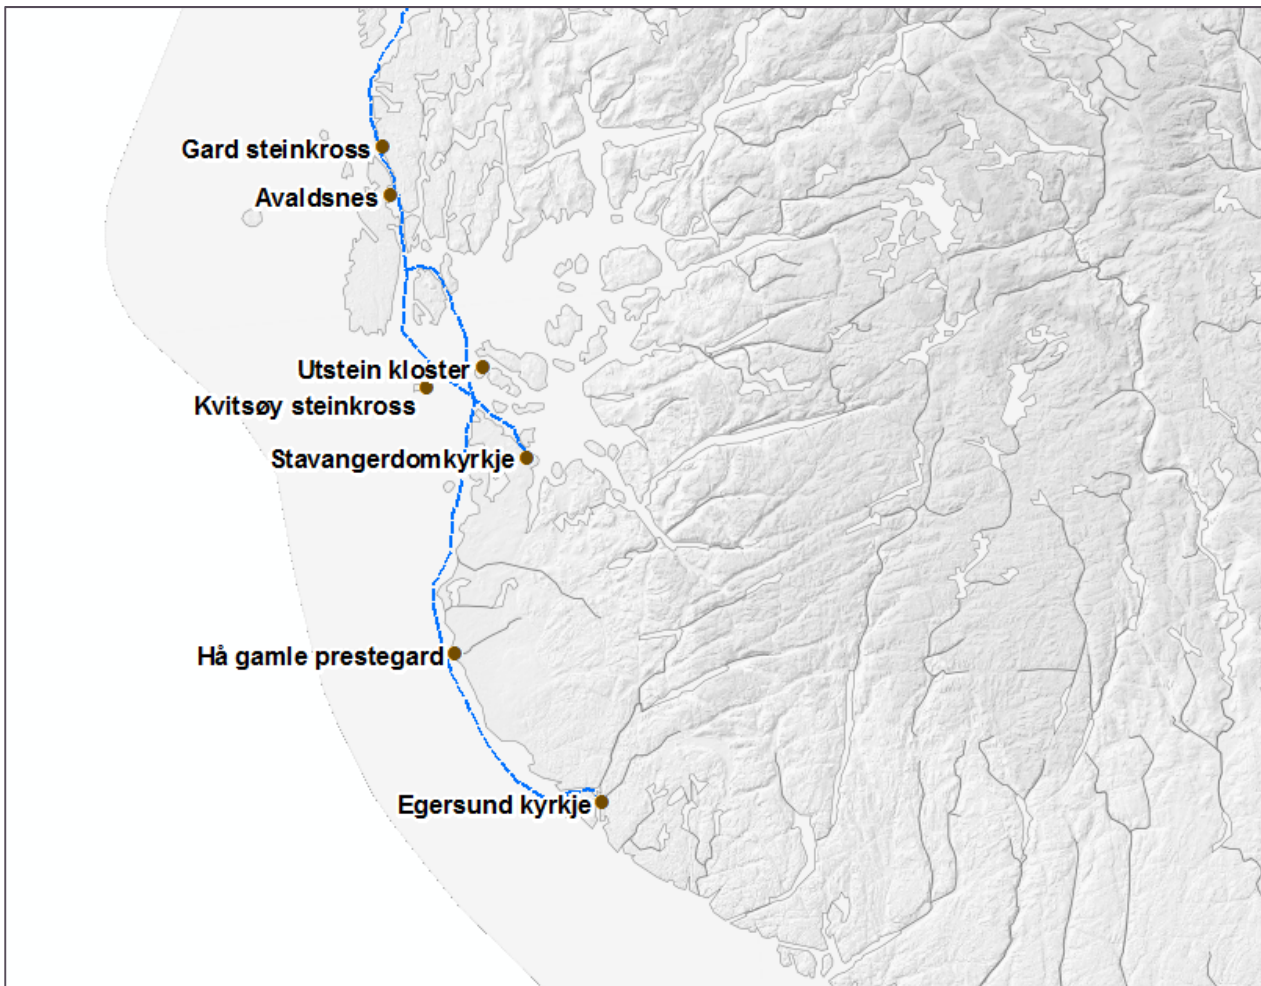 Gard steinkross
Avaldsnes
Utstein kloster
Kvitsøy steinkross
Stavangerdomkyrkje
Hå gamle prestegard
Egersund kyrkje